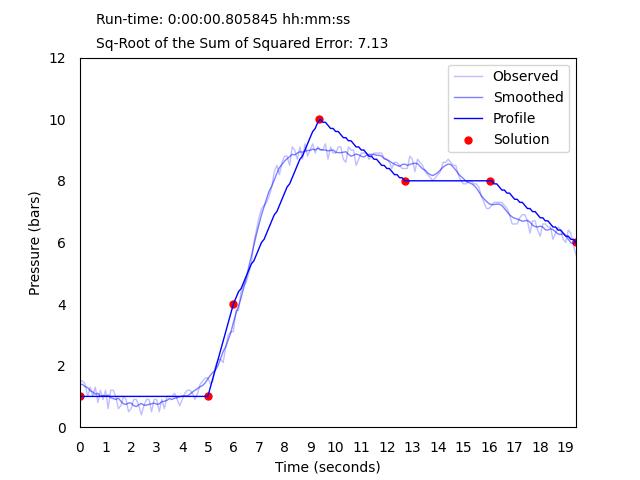 Run-time: 0:00:00.805845 hh:mm:ss
Sq-Root of the Sum of Squared Error: 7.13
12
10
8
6
4
2
0
Pressure (bars)
Observed
Smoothed
Profile
Solution
0 1 2 3 4 5 6 7 8 9 10 11 12 13 14 15 16 17 18 19
Time (seconds)